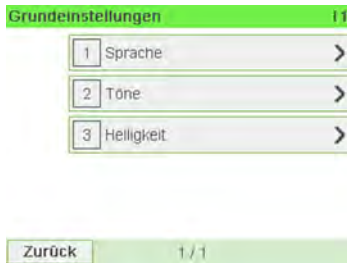 Grundeinstellungen
1 Sprache
2 Töne
3 Helligkeit
Zurück 1/1